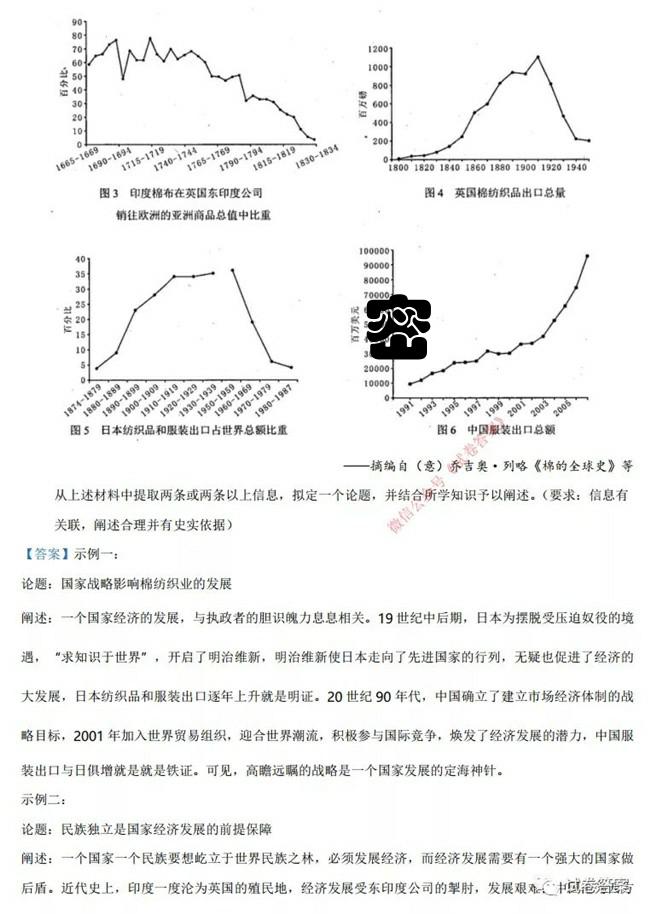 90
80
70
60
50
40
30
20
10
0
百分比
1665-1669
1690-1694
1715-1719
1740-1744
1765-1769
1790-1794
1815-1819
1830-1834
图3 印度棉布在英国东印度公司
销往欧洲的亚洲商品总值中比重
1200
1000
800
600
400
200
0
百万磅
1800 1820 1840 1860 1880 1900 1920 1940
图4 英国棉纺织品出口总量
40
35
30
25
20
15
10
5
0
百分比
1874-1879
1880-1889
1890-1899
1900-1909
1910-1919
1920-1929
1930-1939
1950-1959
1960-1969
1970-1979
1980-1987
图5 日本纺织品和服装出口占世界总额比重
100000
90000
80000
70000
20000
10000
0
百万美元
1991
1993
1995
1997
1999
2001
2003
2005
图6 中国服装出口总额
——摘编自(意)乔吉奥·列略《棉的全球史》等
从上述材料中提取两条或两条以上信息,拟定一个论题,并结合所学知识予以阐述。(要求:信息有
关联,阐述合理并有史实依据)
微信公众号《试卷答案》
【答案】示例一:
论题:国家战略影响棉纺织业的发展
阐述:一个国家经济的发展,与执政者的胆识魄力息息相关。19世纪中后期,日本为摆脱受压迫奴役的境
遇,“求知识于世界”,开启了明治维新,明治维新使日本走向了先进国家的行列,无疑也促进了经济的
大发展,日本纺织品和服装出口逐年上升就是明证。20世纪90年代,中国确立了建立市场经济体制的战
略目标,2001年加入世界贸易组织,迎合世界潮流,积极参与国际竞争,焕发了经济发展的潜力,中国服
装出口与日俱增就是就是铁证。可见,高瞻远瞩的战略是一个国家发展的定海神针。
示例二:
论题:民族独立是国家经济发展的前提保障
阐述:一个国家一个民族要想屹立于世界民族之林,必须发展经济,而经济发展需要有一个强大的国家做
后盾。近代史上,印度一度沦为英国的殖民地,经济发展受东印度公司的掣肘,发展艰难。中
试卷答案